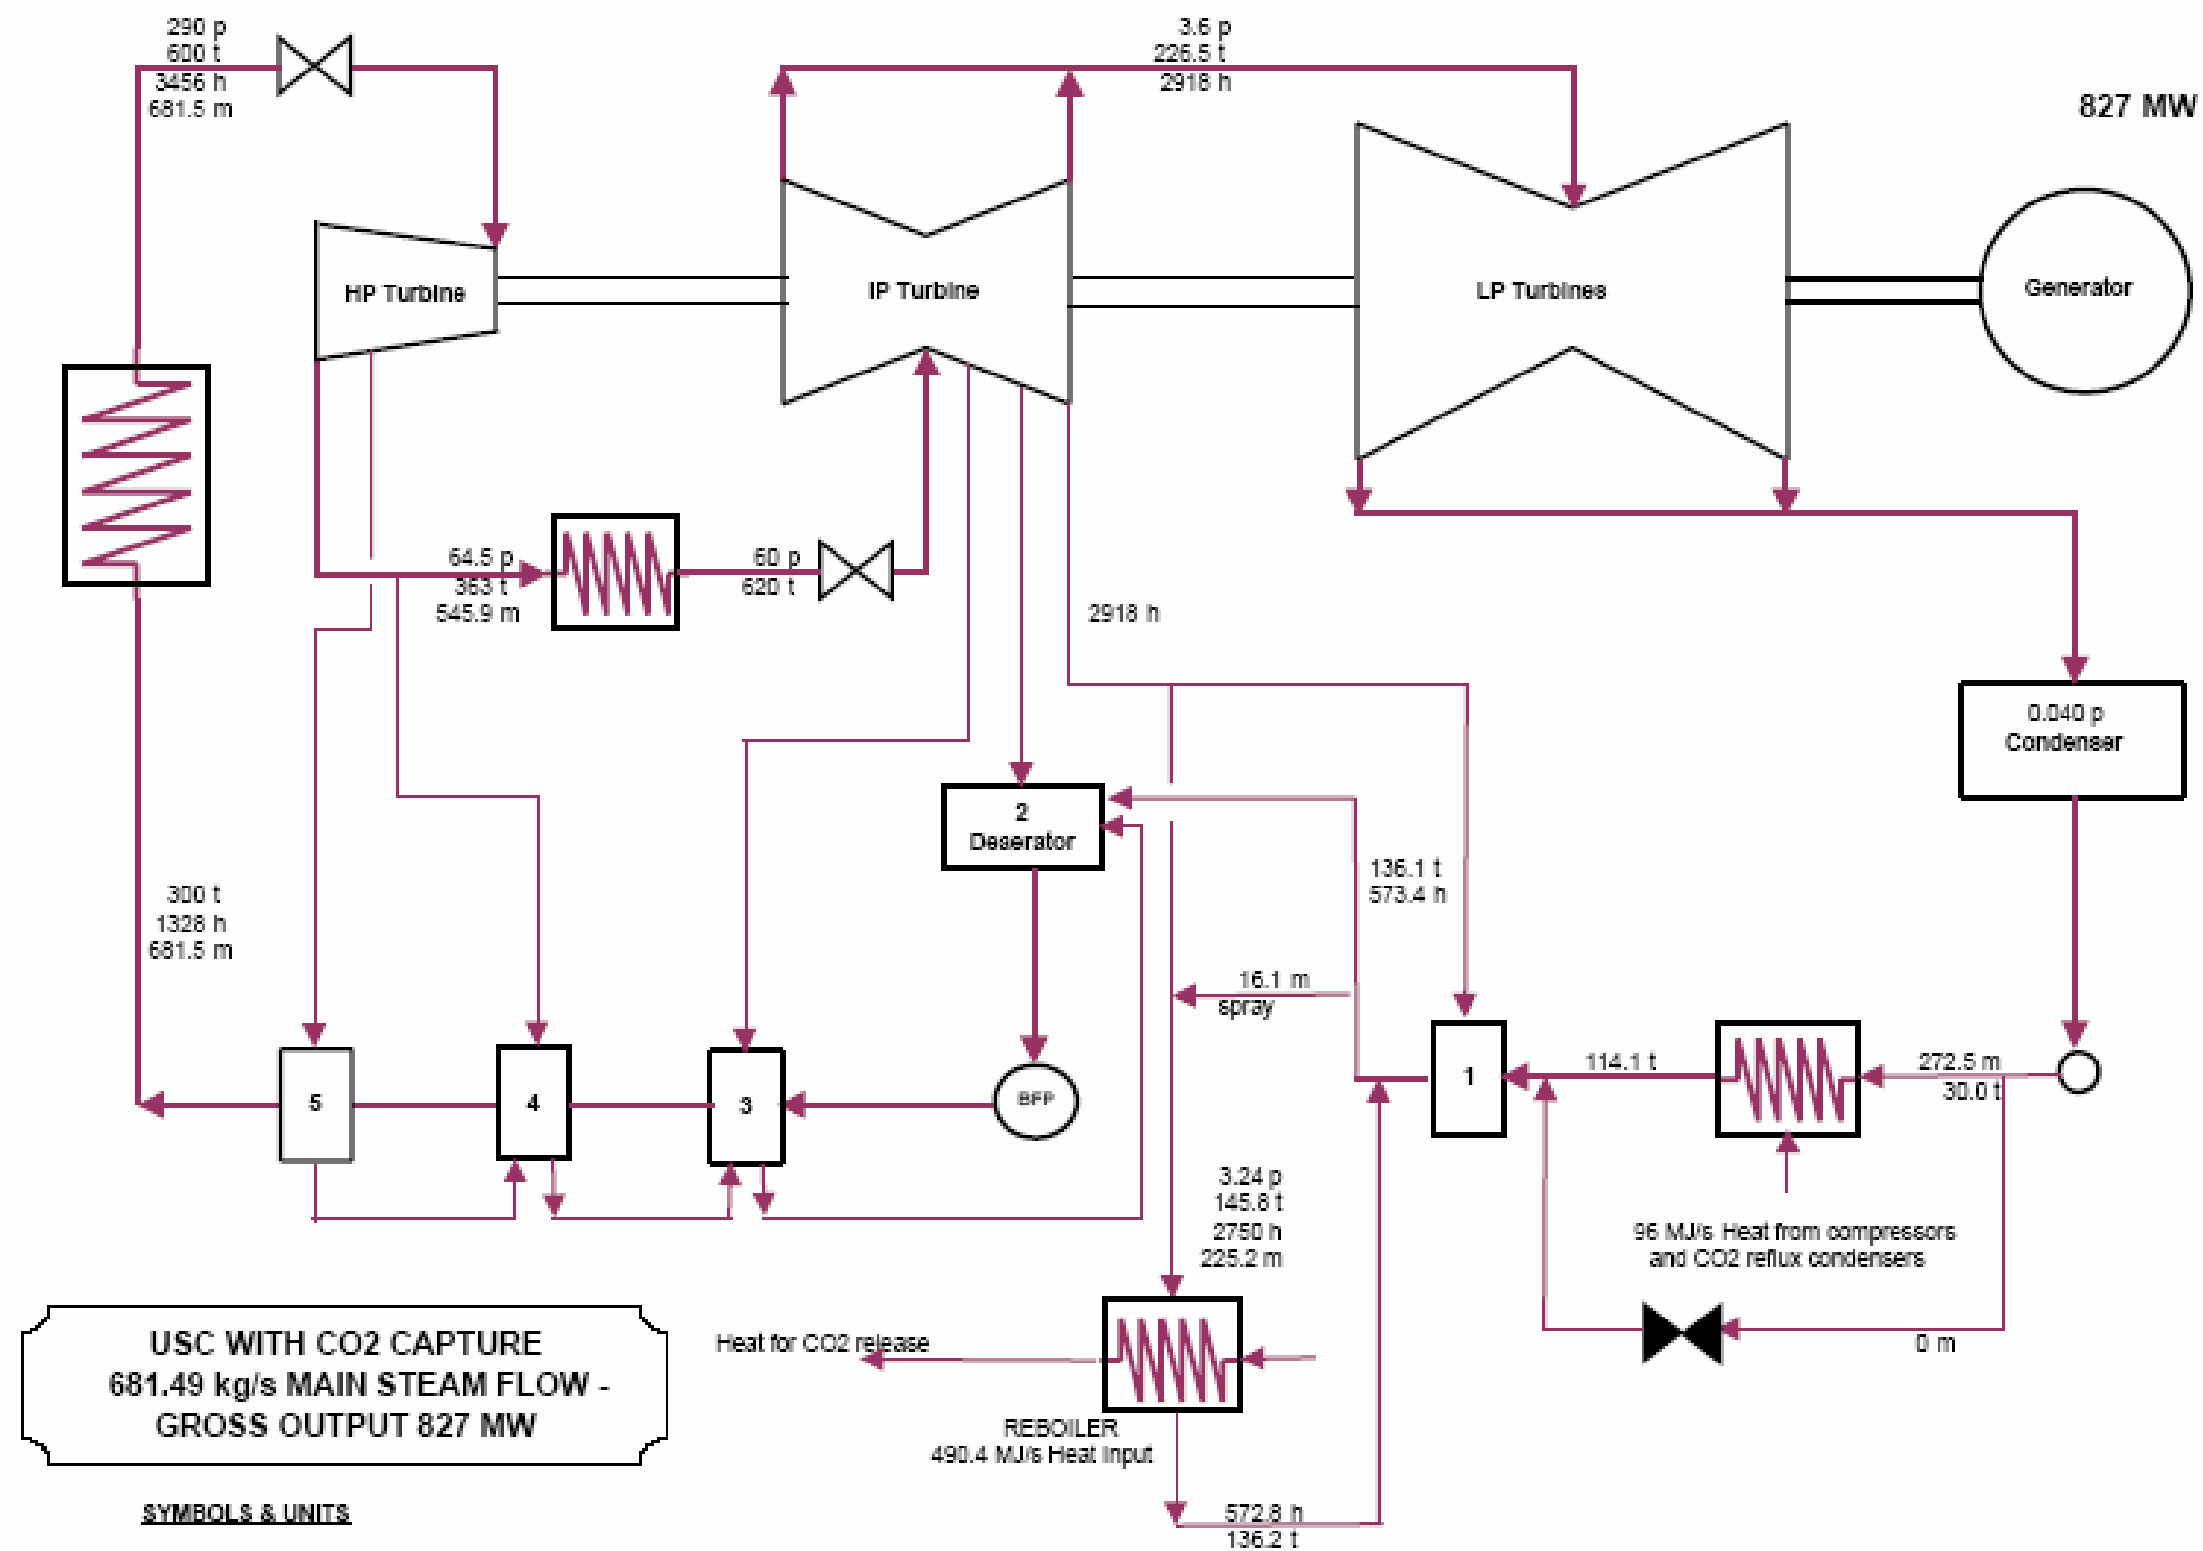 290 p
600 t
3456 h
681.5 m
3.6 p
226.5 t
2918 h
827 MW
HP Turbine
IP Turbine
LP Turbines
Generator
64.5 p
363 t
545.9 m
60 p
620 t
2918 h
0.040 p
Condenser
2
Deaerator
136.1 t
573.4 h
300 t
1328 h
681.5 m
16.1 m
spray
5
4
3
BFP
1
114.1 t
272.5 m
30.0 t
3.24 p
145.8 t
2750 h
225.2 m
96 MJ/s Heat from compressors
and CO2 reflux condensers
0 m
Heat for CO2 release
REBOILER
490.4 MJ/s Heat Input
572.8 h
136.2 t
USC WITH CO2 CAPTURE
681.49 kg/s MAIN STEAM FLOW -
GROSS OUTPUT 827 MW
SYMBOLS & UNITS